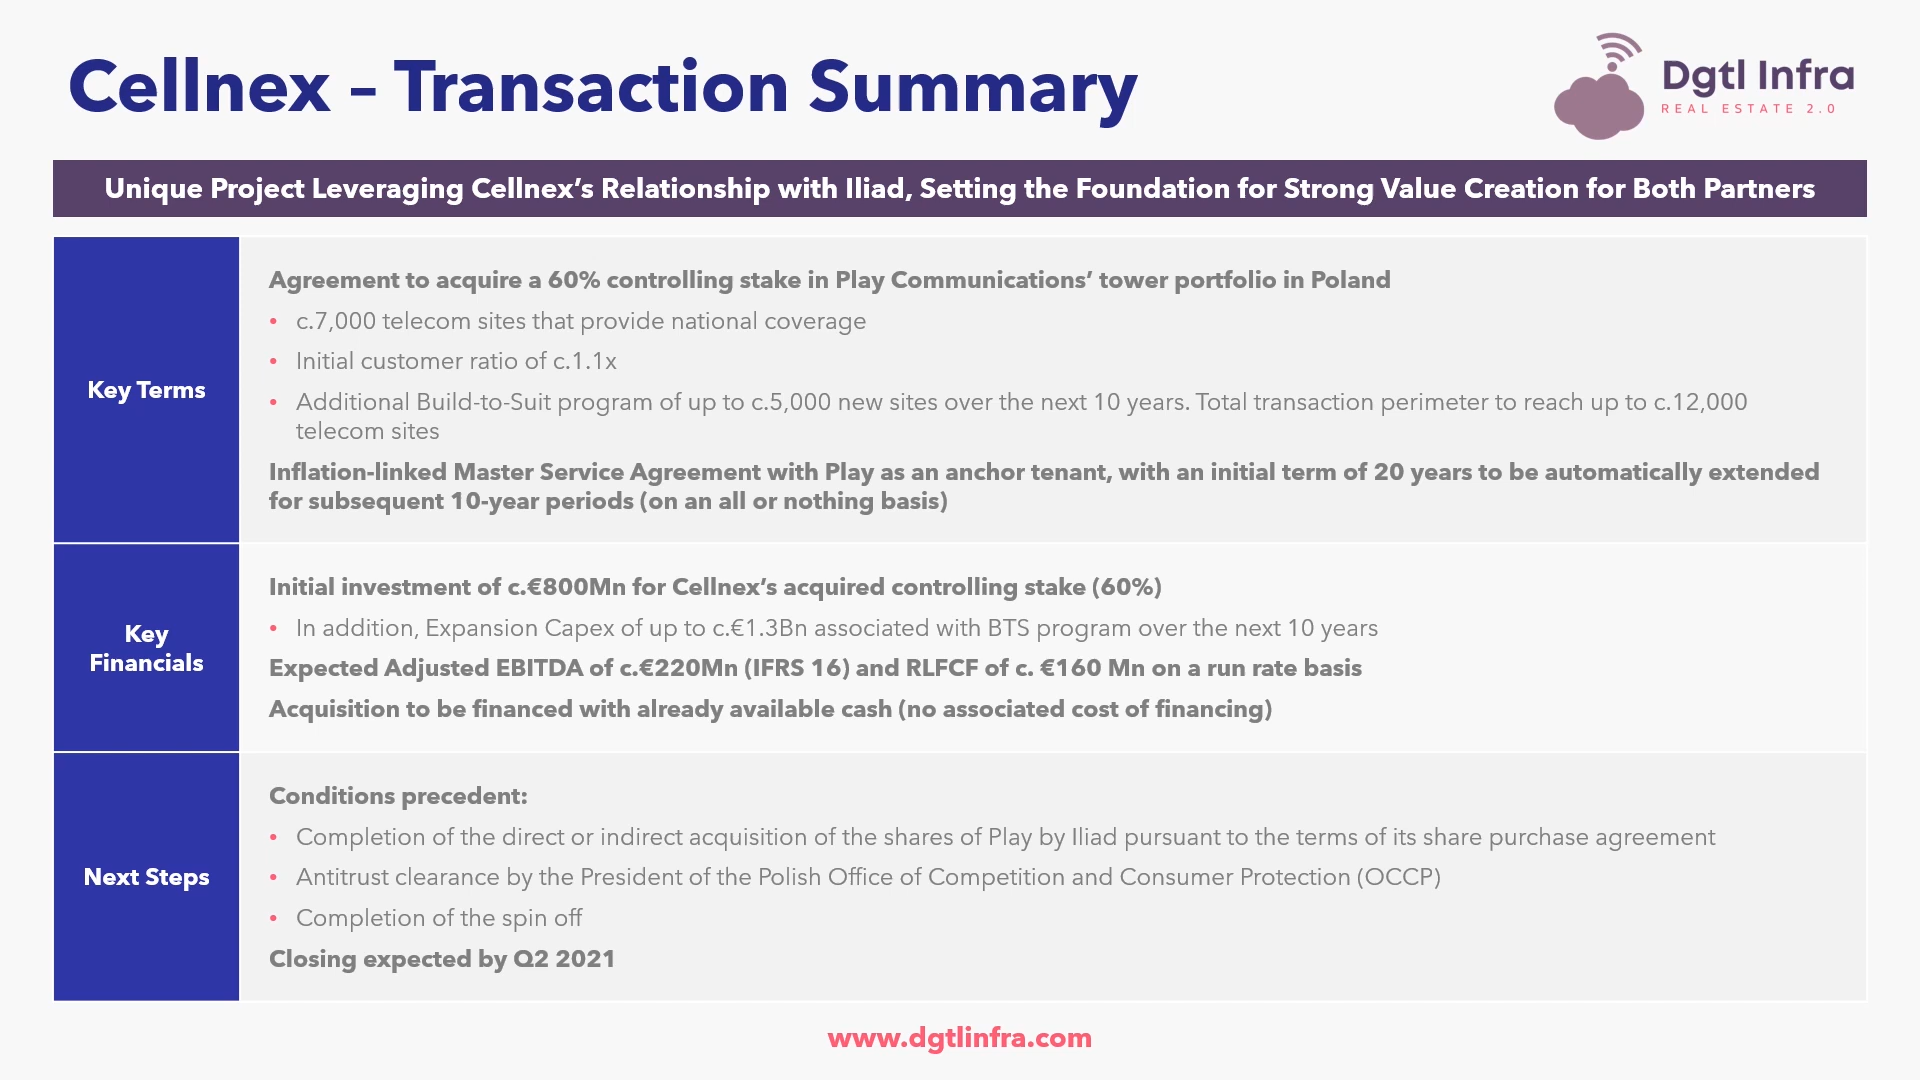 Cellnex – Transaction Summary
Dgtl Infra
REAL ESTATE 2.0
Unique Project Leveraging Cellnex’s Relationship with Iliad, Setting the Foundation for Strong Value Creation for Both Partners
Key Terms
Agreement to acquire a 60% controlling stake in Play Communications’ tower portfolio in Poland
• c.7,000 telecom sites that provide national coverage
• Initial customer ratio of c.1.1x
• Additional Build-to-Suit program of up to c.5,000 new sites over the next 10 years. Total transaction perimeter to reach up to c.12,000
telecom sites
Inflation-linked Master Service Agreement with Play as an anchor tenant, with an initial term of 20 years to be automatically extended
for subsequent 10-year periods (on an all or nothing basis)
Key
Financials
Initial investment of c.€800Mn for Cellnex’s acquired controlling stake (60%)
• In addition, Expansion Capex of up to c.€1.3Bn associated with BTS program over the next 10 years
Expected Adjusted EBITDA of c.€220Mn (IFRS 16) and RLFCF of c. €160 Mn on a run rate basis
Acquisition to be financed with already available cash (no associated cost of financing)
Next Steps
Conditions precedent:
• Completion of the direct or indirect acquisition of the shares of Play by Iliad pursuant to the terms of its share purchase agreement
• Antitrust clearance by the President of the Polish Office of Competition and Consumer Protection (OCCP)
• Completion of the spin off
Closing expected by Q2 2021
www.dgtlinfra.com